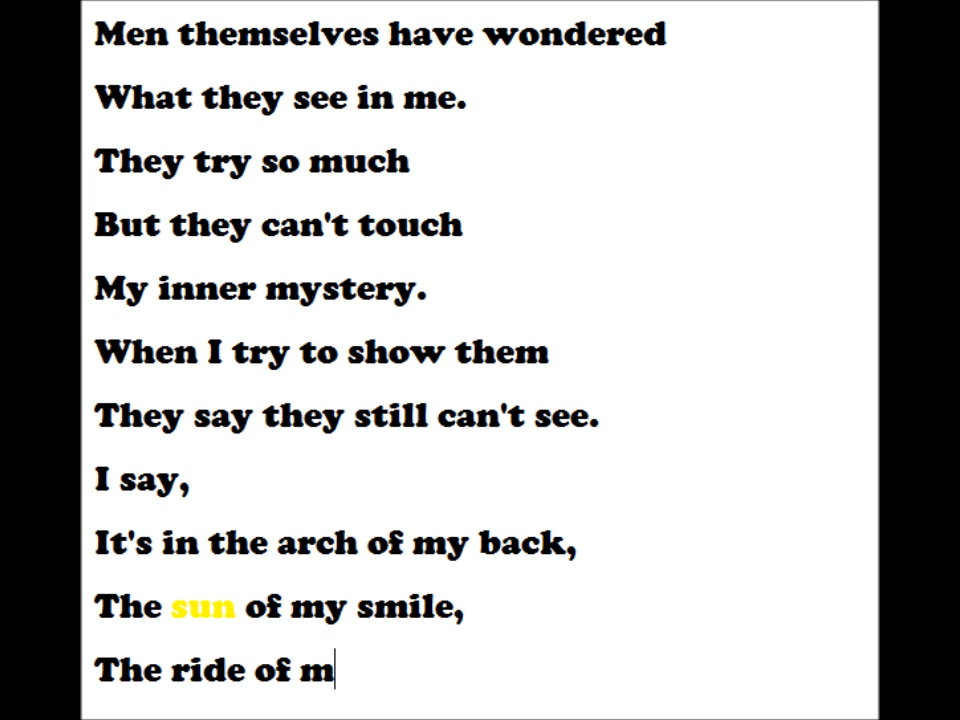 Men themselves have wondered
What they see in me.
They try so much
But they can't touch
My inner mystery.
When I try to show them
They say they still can't see.
I say,
It's in the arch of my back,
The sun of my smile,
The ride of m